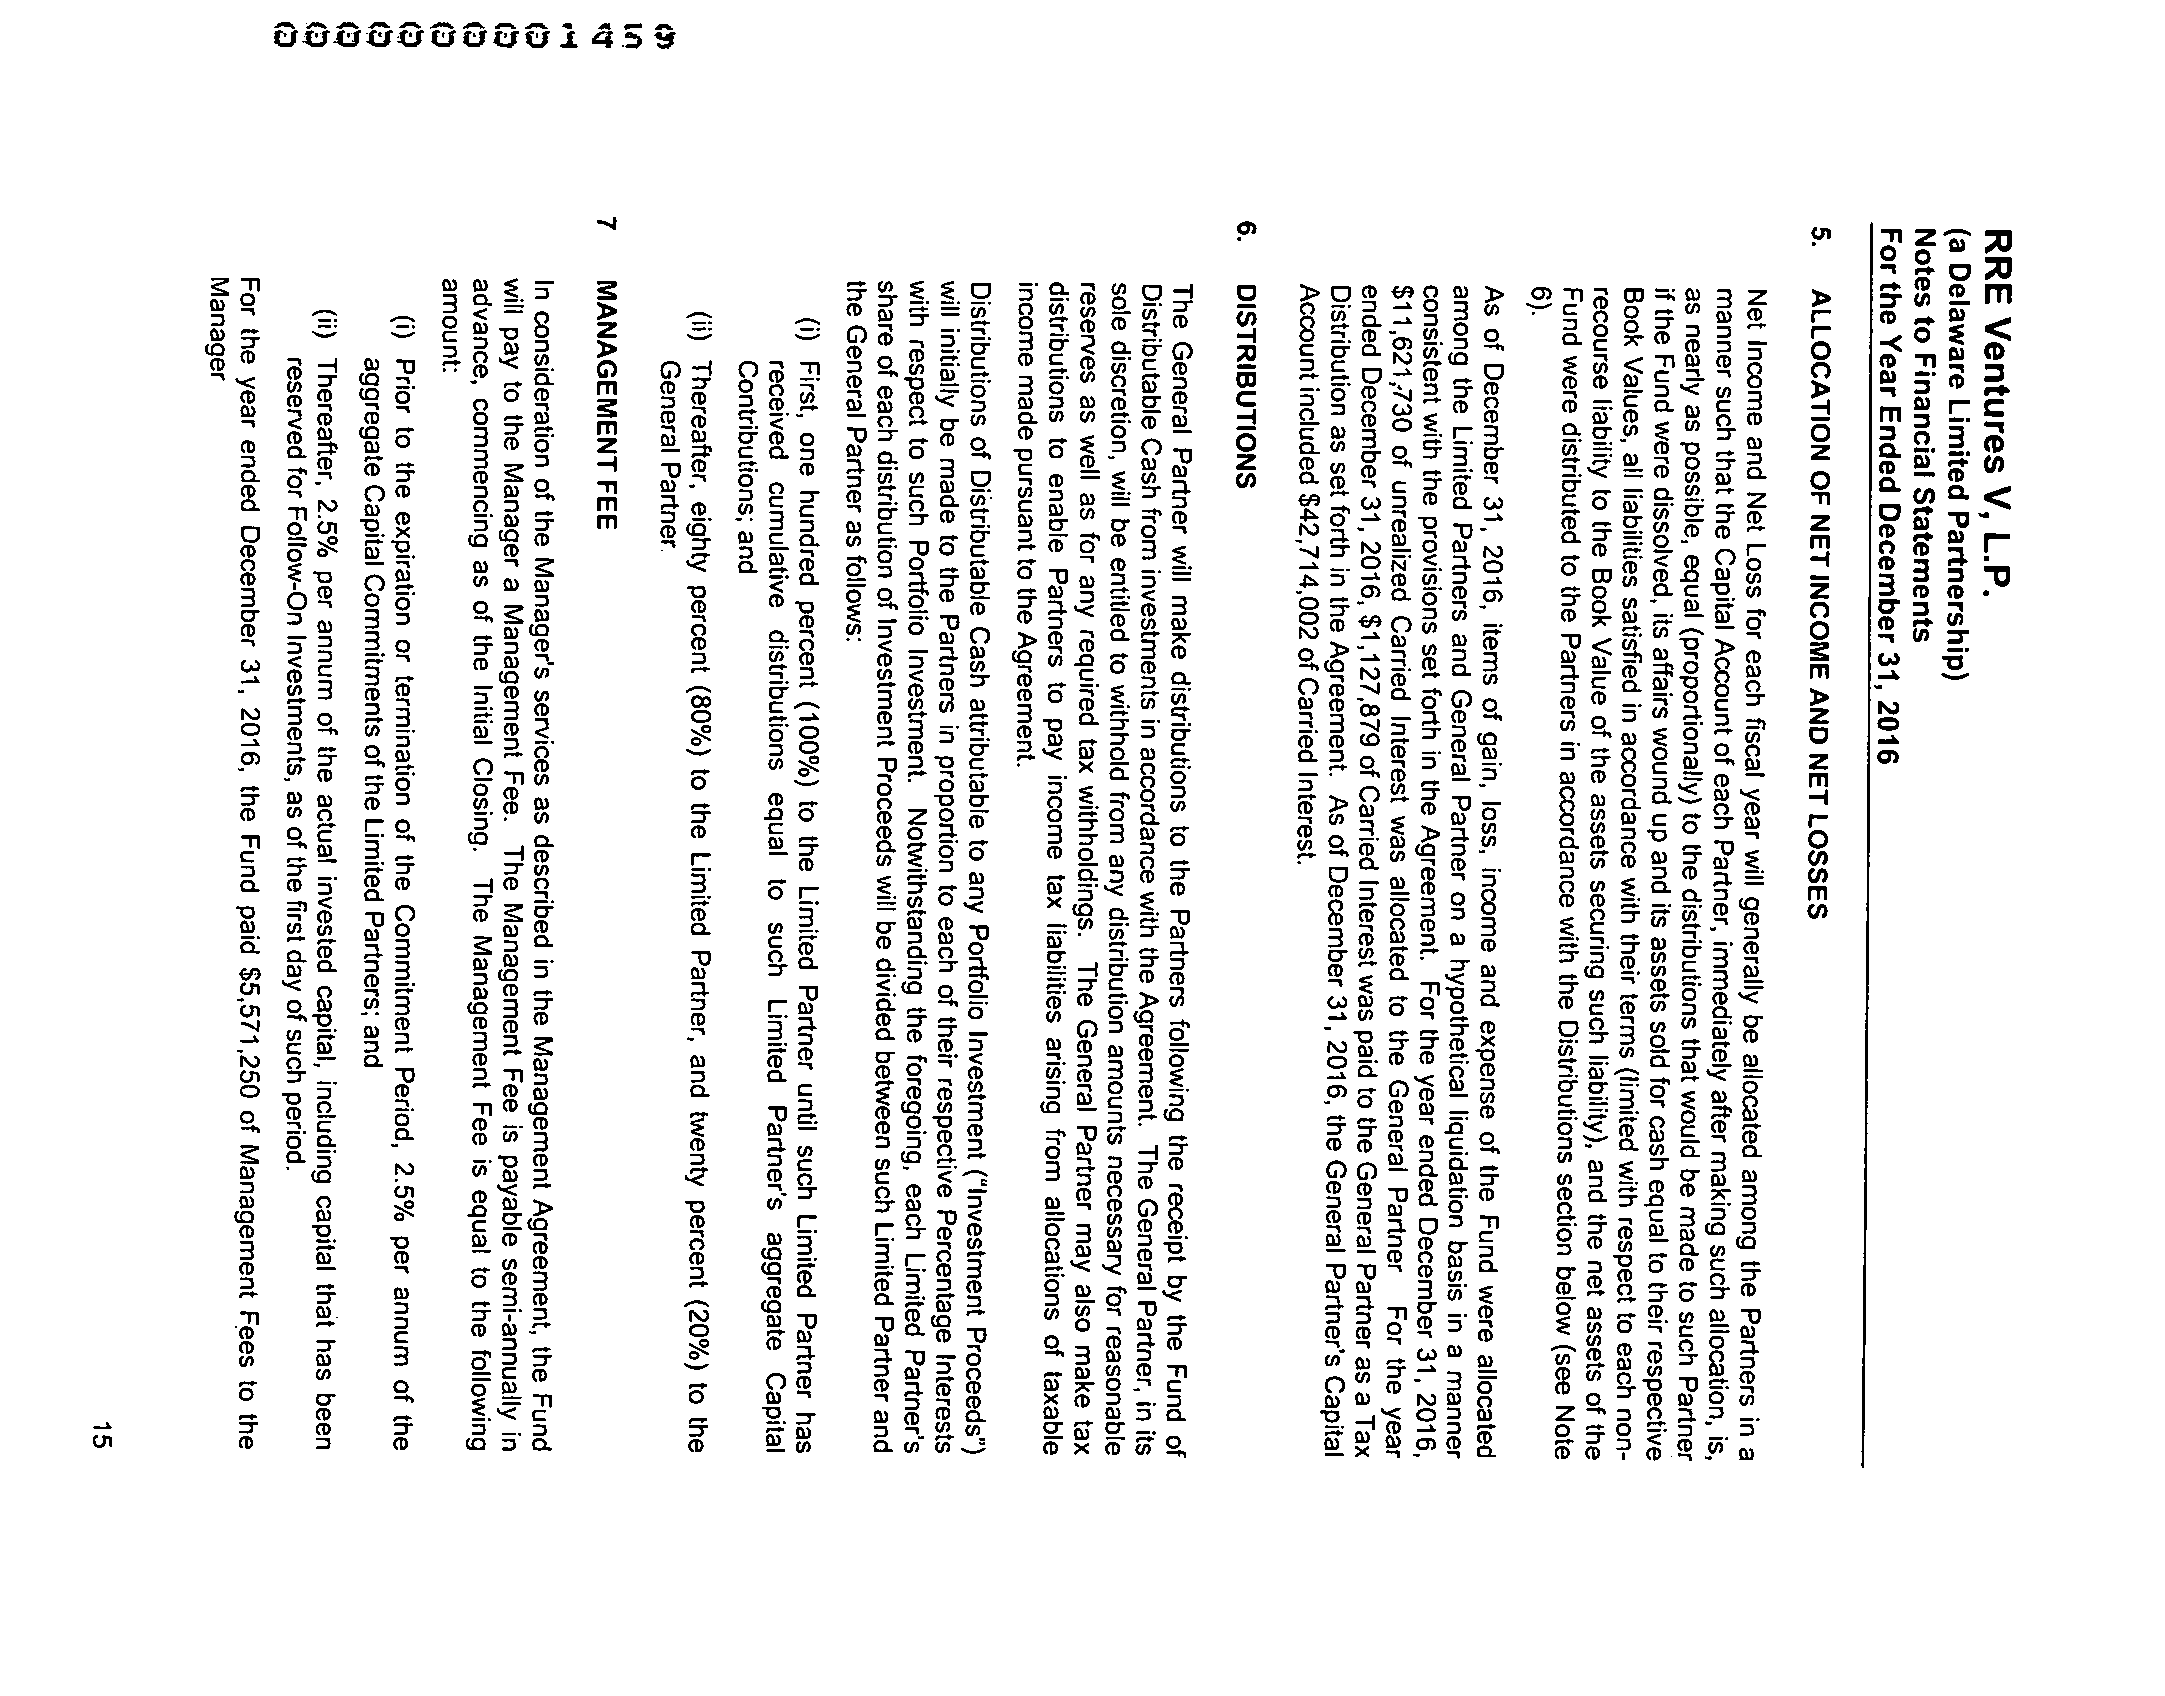 RRE Ventures V, L.P.
(a Delaware Limited Partnership)
Notes to Financial Statements
For the Year Ended December 31, 2016
5. ALLOCATION OF NET INCOME AND NET LOSSES
Net Income and Net Loss for each fiscal year will generally be allocated among the Partners in a
manner such that the Capital Account of each Partner, immediately after making such allocation, is,
as nearly as possible, equal (proportionally) to the distributions that would be made to such Partner
if the Fund were dissolved, its affairs wound up and its assets sold for cash equal to their respective
Book Values, all liabilities satisfied in accordance with their terms (limited with respect to each non-
recourse liability to the Book Value of the assets securing such liability), and the net assets of the
Fund were distributed to the Partners in accordance with the Distributions section below (see Note
6).
As of December 31, 2016, items of gain, loss, income and expense of the Fund were allocated
among the Limited Partners and General Partner on a hypothetical liquidation basis in a manner
consistent with the provisions set forth in the Agreement. For the year ended December 31, 2016,
$11,621,730 of unrealized Carried Interest was allocated to the General Partner For the year
ended December 31, 2016, $1,127,879 of Carried Interest was paid to the General Partner as a Tax
Distribution as set forth in the Agreement. As of December 31, 2016, the General Partner's Capital
Account included $42,714,002 of Carried Interest.
6. DISTRIBUTIONS
The General Partner will make distributions to the Partners following the receipt by the Fund of
Distributable Cash from investments in accordance with the Agreement. The General Partner, in its
sole discretion, will be entitled to withhold from any distribution amounts necessary for reasonable
reserves as well as for any required tax withholdings. The General Partner may also make tax
distributions to enable Partners to pay income tax liabilities arising from allocations of taxable
income made pursuant to the Agreement.
Distributions of Distributable Cash attributable to any Portfolio Investment ("Investment Proceeds")
will initially be made to the Partners in proportion to each of their respective Percentage Interests
with respect to such Portfolio Investment. Notwithstanding the foregoing, each Limited Partner's
share of each distribution of Investment Proceeds will be divided between such Limited Partner and
the General Partner as follows:
(i) First, one hundred percent (100%) to the Limited Partner until such Limited Partner has
received cumulative distributions equal to such Limited Partner's aggregate Capital
Contributions; and
(ii) Thereafter, eighty percent (80%) to the Limited Partner, and twenty percent (20%) to the
General Partner.
7 MANAGEMENT FEE
In consideration of the Manager's services as described in the Management Agreement, the Fund
will pay to the Manager a Management Fee. The Management Fee is payable semi-annually in
advance, commencing as of the Initial Closing. The Management Fee is equal to the following
amount:
(i) Prior to the expiration or termination of the Commitment Period, 2.5% per annum of the
aggregate Capital Commitments of the Limited Partners; and
(ii) Thereafter, 2.5% per annum of the actual invested capital, including capital that has been
reserved for Follow-On Investments, as of the first day of such period.
For the year ended December 31, 2016, the Fund paid $5,571,250 of Management Fees to the
Manager
15
0000000001459